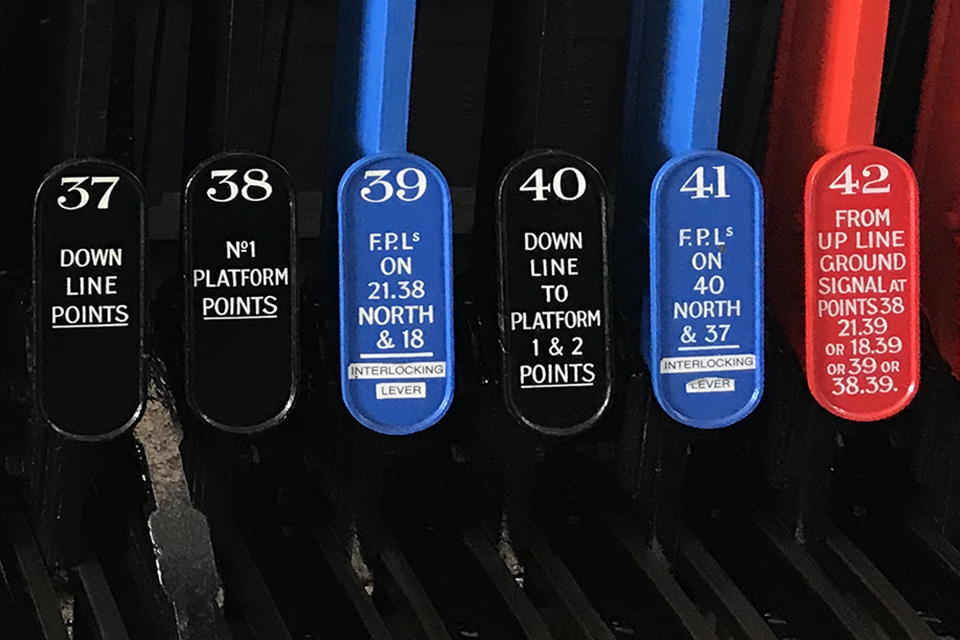 37
DOWN
LINE
POINTS
38
Nº1
PLATFORM
POINTS
39
F.P.Lˢ
ON
21.38
NORTH
& 18
INTERLOCKING
LEVER
40
DOWN
LINE
TO
PLATFORM
1 & 2
POINTS
41
F.P.Lˢ
ON
40
NORTH
& 37
INTERLOCKING
LEVER
42
FROM
UP LINE
GROUND
SIGNAL AT
POINTS 38
21.39
OR 18.39
OR 39 OR
38.39.